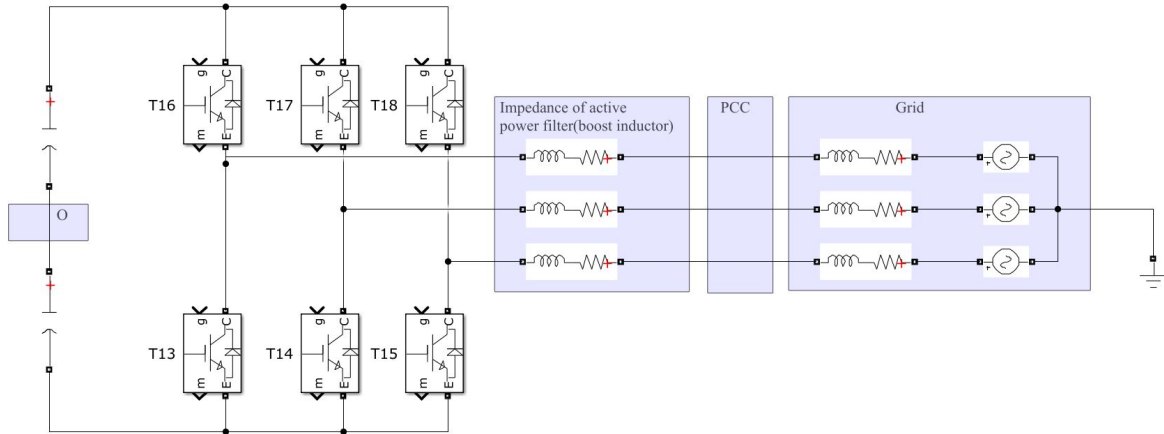 g C
T16
m E
g C
T17
m E
g C
T18
m E
Impedance of active
power filter(boost inductor)
PCC
Grid
O
g C
T13
m E
g C
T14
m E
g C
T15
m E